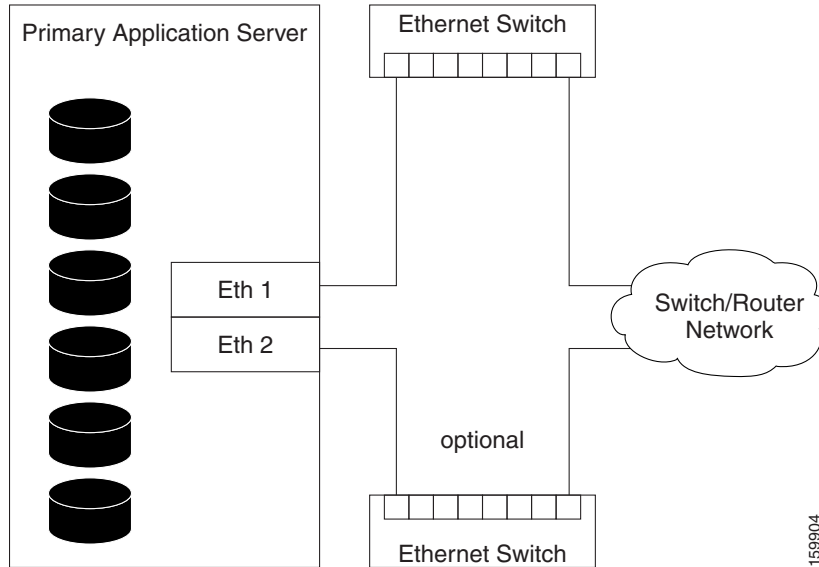 Primary Application Server
Ethernet Switch
Eth 1
Eth 2
Switch/Router
Network
optional
Ethernet Switch
159904